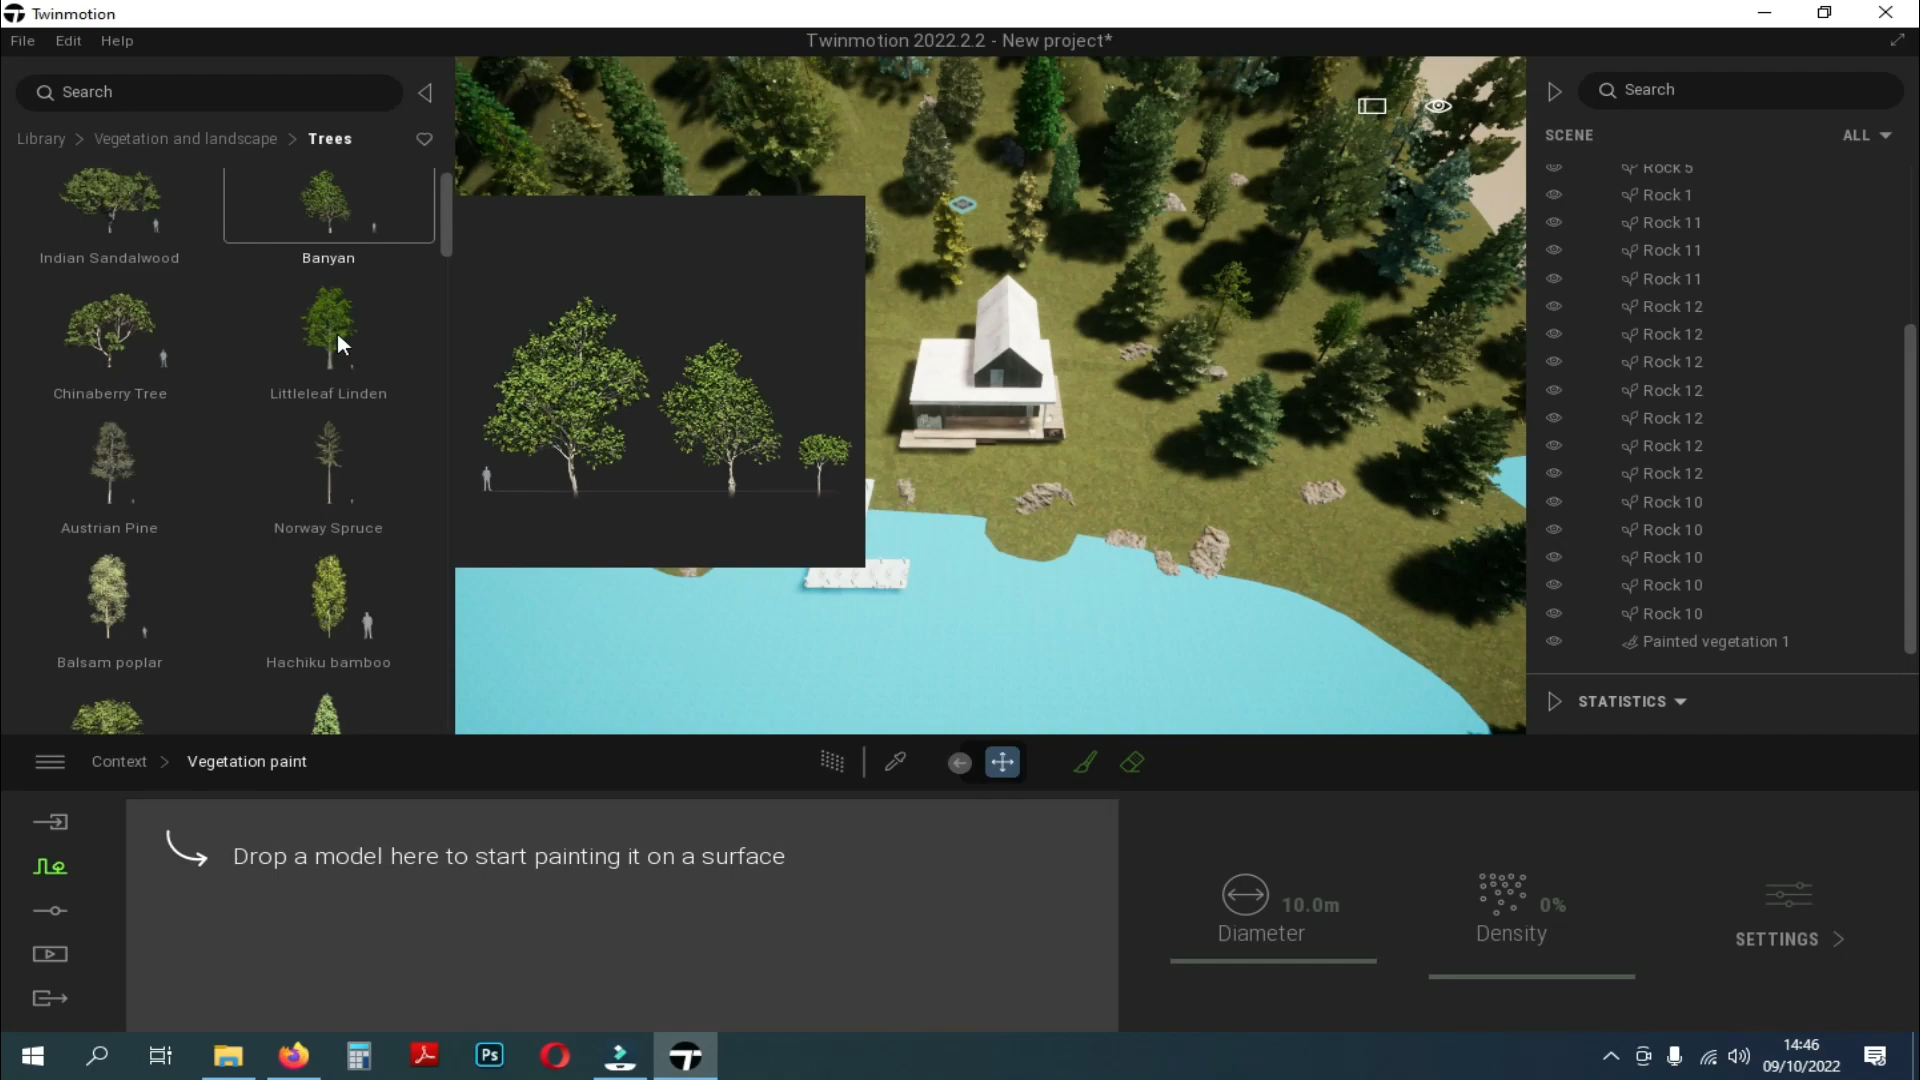 Twinmotion
File Edit Help
Twinmotion 2022.2.2 - New project*
Search
Library > Vegetation and landscape > Trees
Indian Sandalwood
Banyan
Chinaberry Tree
Littleleaf Linden
Austrian Pine
Norway Spruce
Balsam poplar
Hachiku bamboo
Search
SCENE
ALL
Rock 5
Rock 1
Rock 11
Rock 11
Rock 11
Rock 12
Rock 12
Rock 12
Rock 12
Rock 12
Rock 12
Rock 12
Rock 10
Rock 10
Rock 10
Rock 10
Rock 10
Painted vegetation 1
STATISTICS
Context > Vegetation paint
Drop a model here to start painting it on a surface
10.0m
Diameter
0%
Density
SETTINGS
Ps
14:46
09/10/2022